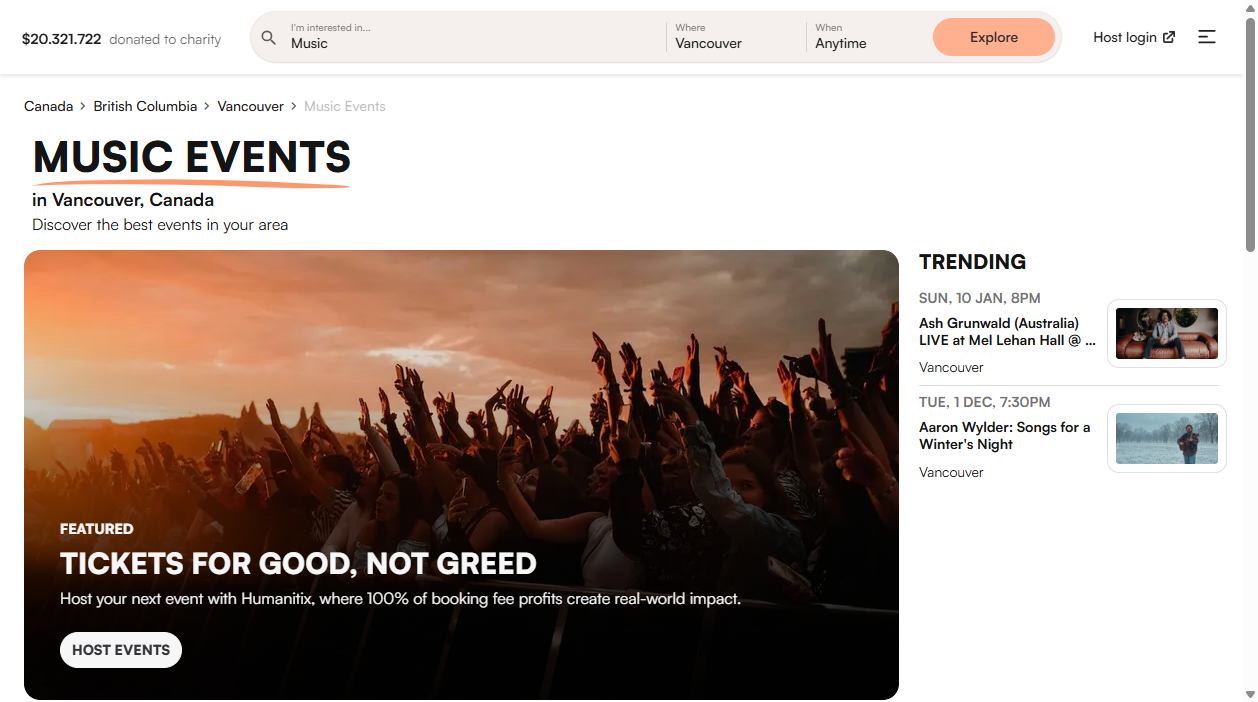 $20.321.722 donated to charity
I'm interested in...
Music
Where
Vancouver
When
Anytime
Explore
Host login
Canada > British Columbia > Vancouver > Music Events
MUSIC EVENTS
in Vancouver, Canada
Discover the best events in your area
FEATURED
TICKETS FOR GOOD, NOT GREED
Host your next event with Humanitix, where 100% of booking fee profits create real-world impact.
HOST EVENTS
TRENDING
SUN, 10 JAN, 8PM
Ash Grunwald (Australia)
LIVE at Mel Lehan Hall @ ...
Vancouver
TUE, 1 DEC, 7:30PM
Aaron Wylder: Songs for a
Winter's Night
Vancouver